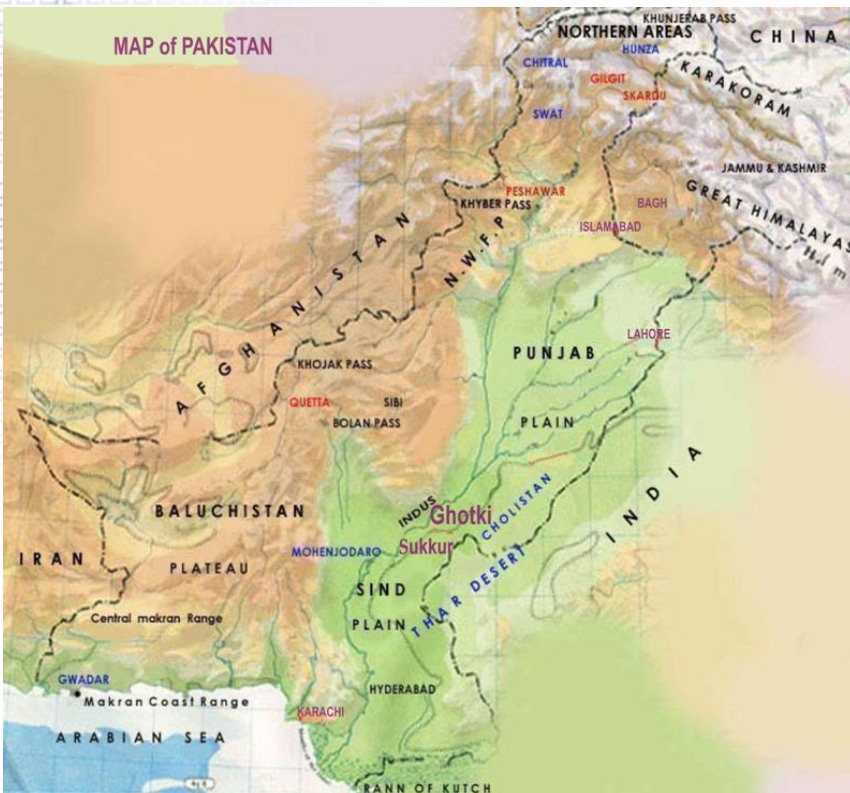 MAP of PAKISTAN
KHUNJERAB PASS
NORTHERN AREAS
CHINA
HUNZA
CHITRAL
GILGIT
KARAKORAM
SKARDU
SWAT
JAMMU & KASHMIR
PESHAWAR
KHYBER PASS
BAGH
GREAT HIMALAYAS
ISLAMABAD
N.W.F.P
AFGHANISTAN
LAHORE
PUNJAB
KHOJAK PASS
QUETTA
SIBI
BOLAN PASS
PLAIN
INDIA
CHOLISTAN
INDUS
Ghotki
BALUCHISTAN
Sukkur
MOHENJODARO
IRAN
PLATEAU
SIND
THAR DESERT
PLAIN
Central makran Range
GWADAR
HYDERABAD
Makran Coast Range
KARACHI
ARABIAN SEA
RANN OF KUTCH